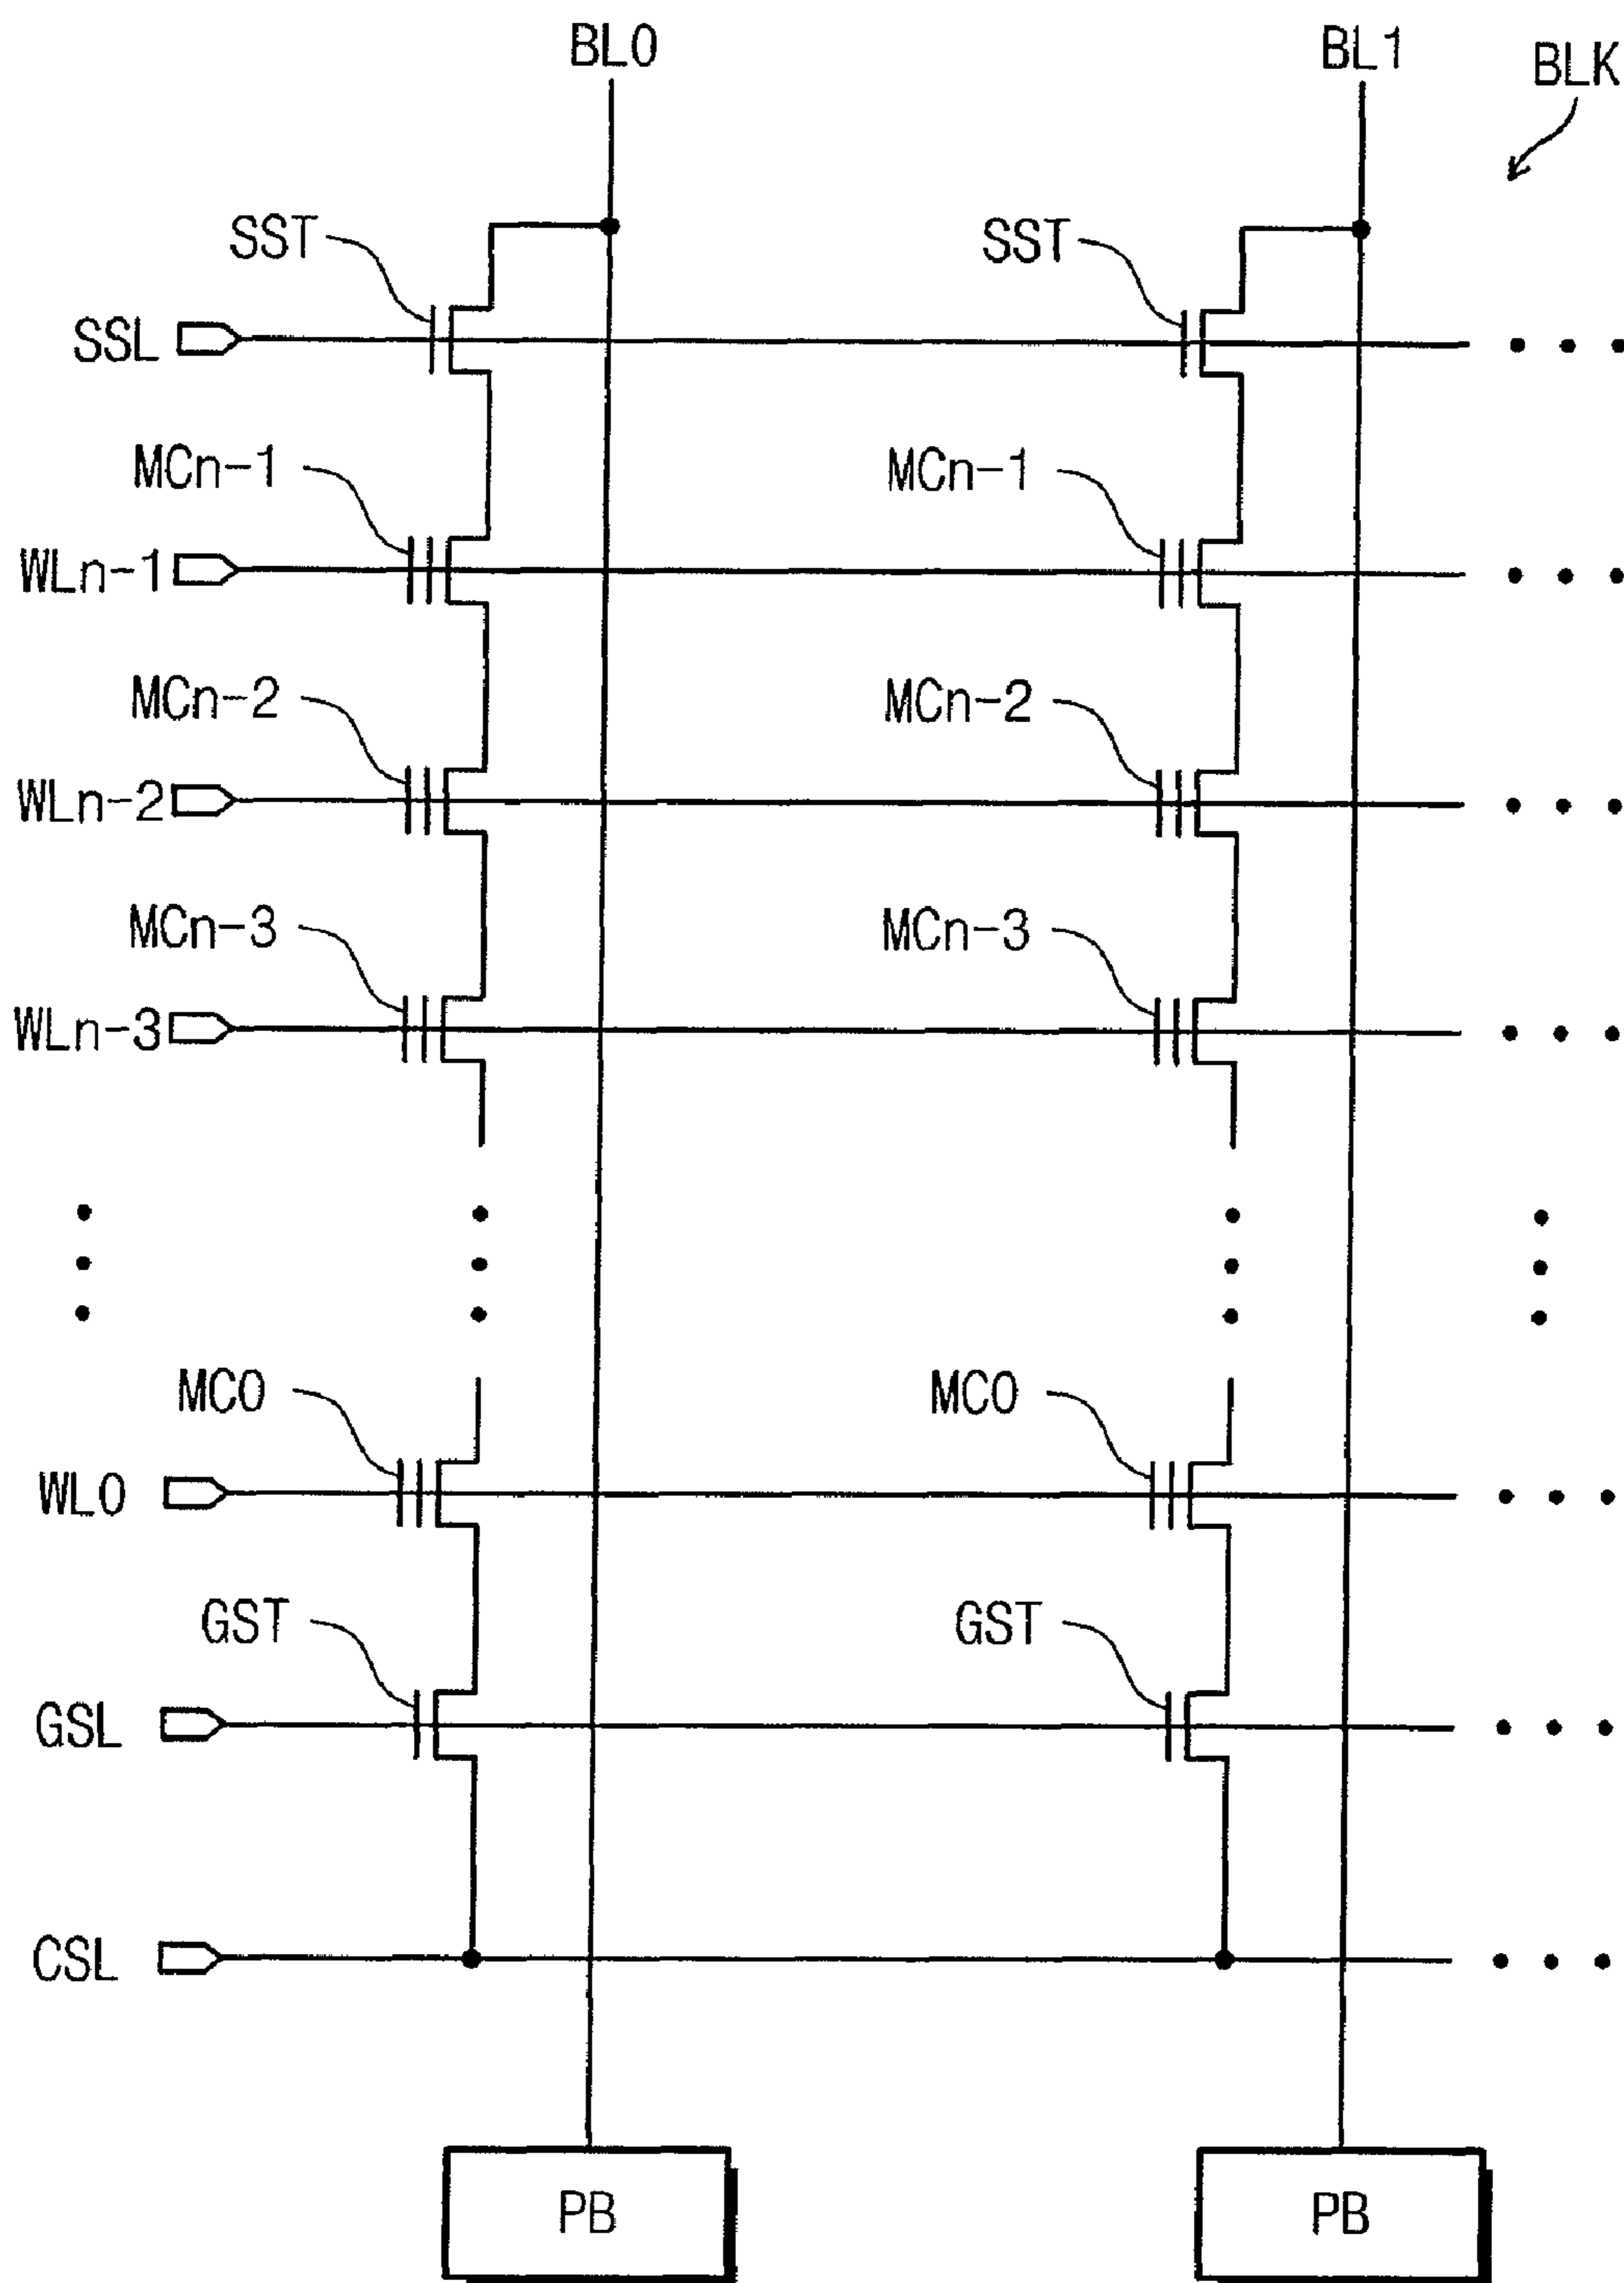 BL0 BL1 BLK
SST SST
SSL
MCn-1 MCn-1
WLn-1
MCn-2 MCn-2
WLn-2
MCn-3 MCn-3
WLn-3
MC0 MC0
WL0
GST GST
GSL
CSL
PB PB